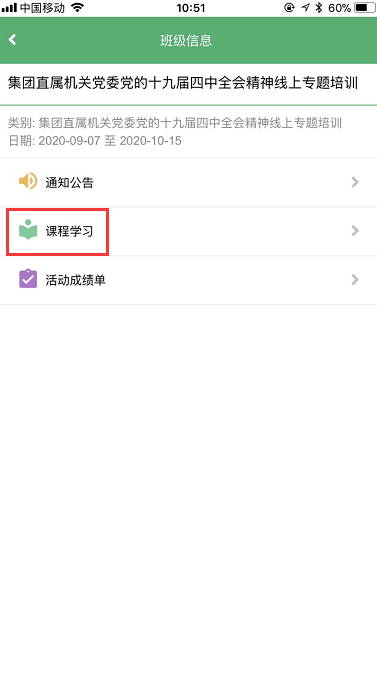 中国移动 10:51 60%
班级信息
集团直属机关党委党的十九届四中全会精神线上专题培训
类别: 集团直属机关党委党的十九届四中全会精神线上专题培训
日期: 2020-09-07 至 2020-10-15
通知公告
课程学习
活动成绩单